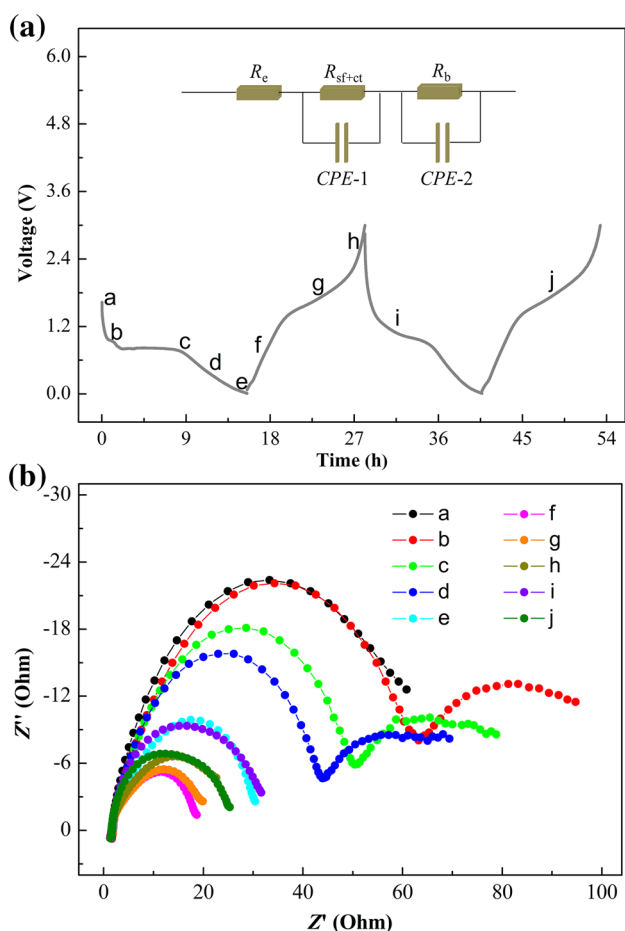 (a)
6.0
4.8
3.6
2.4
1.2
0.0
Voltage (V)
Re
Rsf+ct
Rb
CPE-1
CPE-2
a
b
c
d
e
f
g
h
i
j
0
9
18
27
36
45
54
Time (h)
(b)
-30
-24
-18
-12
-6
0
Z'' (Ohm)
a
b
c
d
e
f
g
h
i
j
0
20
40
60
80
100
Z' (Ohm)